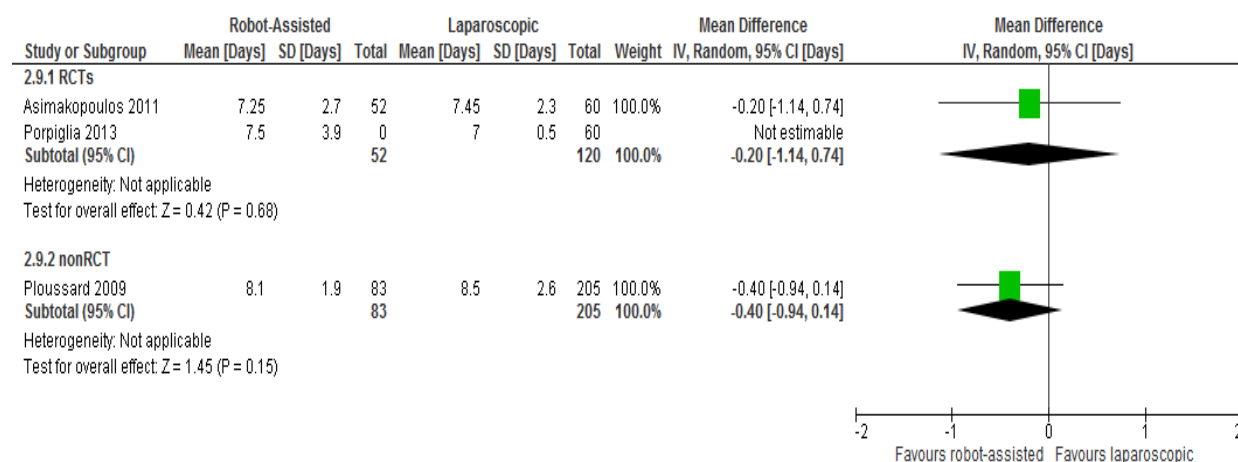 Robot-Assisted Laparoscopic Mean Difference Mean Difference
Study or Subgroup Mean [Days] SD [Days] Total Mean [Days] SD [Days] Total Weight IV, Random, 95% CI [Days] IV, Random, 95% CI [Days]
2.9.1 RCTs
Asimakopoulos 2011 7.25 2.7 52 7.45 2.3 60 100.0% -0.20 [-1.14, 0.74]
Porpiglia 2013 7.5 3.9 0 7 0.5 60 Not estimable
Subtotal (95% CI) 52 120 100.0% -0.20 [-1.14, 0.74]
Heterogeneity: Not applicable
Test for overall effect: Z = 0.42 (P = 0.68)
2.9.2 nonRCT
Ploussard 2009 8.1 1.9 83 8.5 2.6 205 100.0% -0.40 [-0.94, 0.14]
Subtotal (95% CI) 83 205 100.0% -0.40 [-0.94, 0.14]
Heterogeneity: Not applicable
Test for overall effect: Z = 1.45 (P = 0.15)
-2 -1 0 1 2
Favours robot-assisted Favours laparoscopic